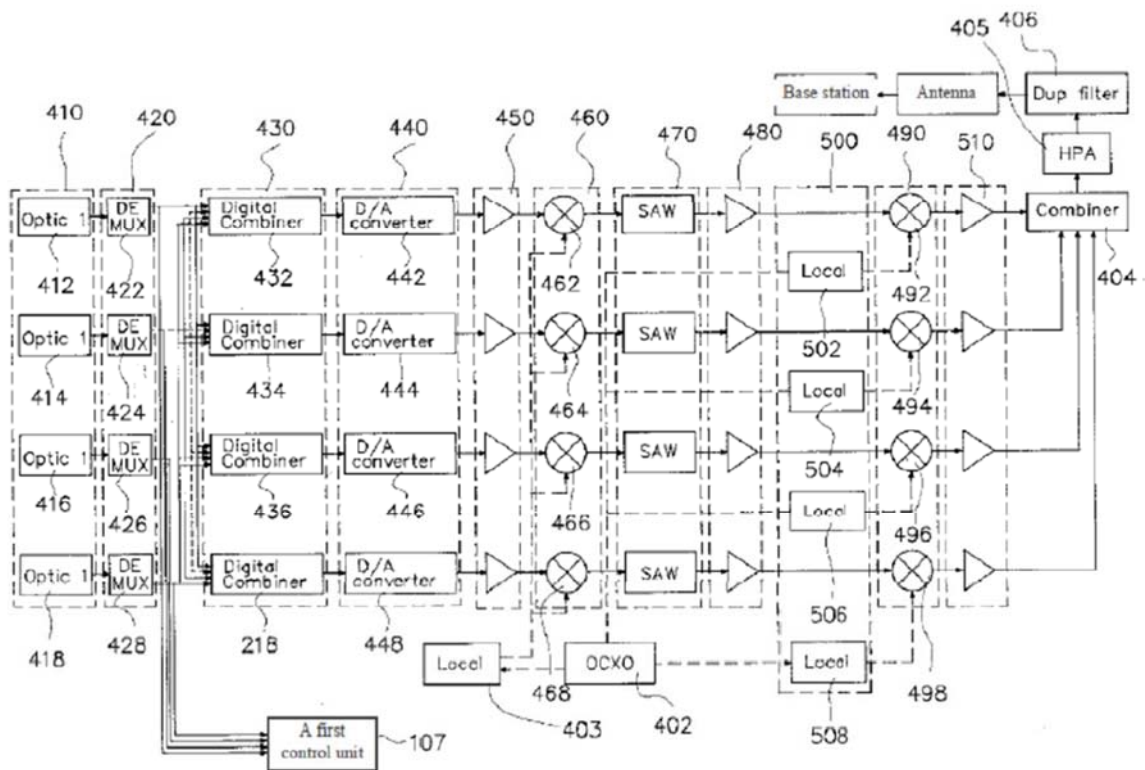 405
406
Base station
Antenna
Dup filter
410
420
430
440
450
460
470
480
500
490
510
HPA
Optic 1
DE
MUX
Digital
Combiner
D/A
converter
SAW
Combiner
412
422
432
442
462
Local
492
404
Optic 1
DE
MUX
Digital
Combiner
D/A
converter
SAW
502
414
424
434
444
464
Local
494
Optic 1
DE
MUX
Digital
Combiner
D/A
converter
SAW
504
416
426
436
446
466
Local
496
Optic 1
DE
MUX
Digital
Combiner
D/A
converter
SAW
506
418
428
218
448
Local
468
OCXO
Local
498
403
402
508
A first
control unit
107